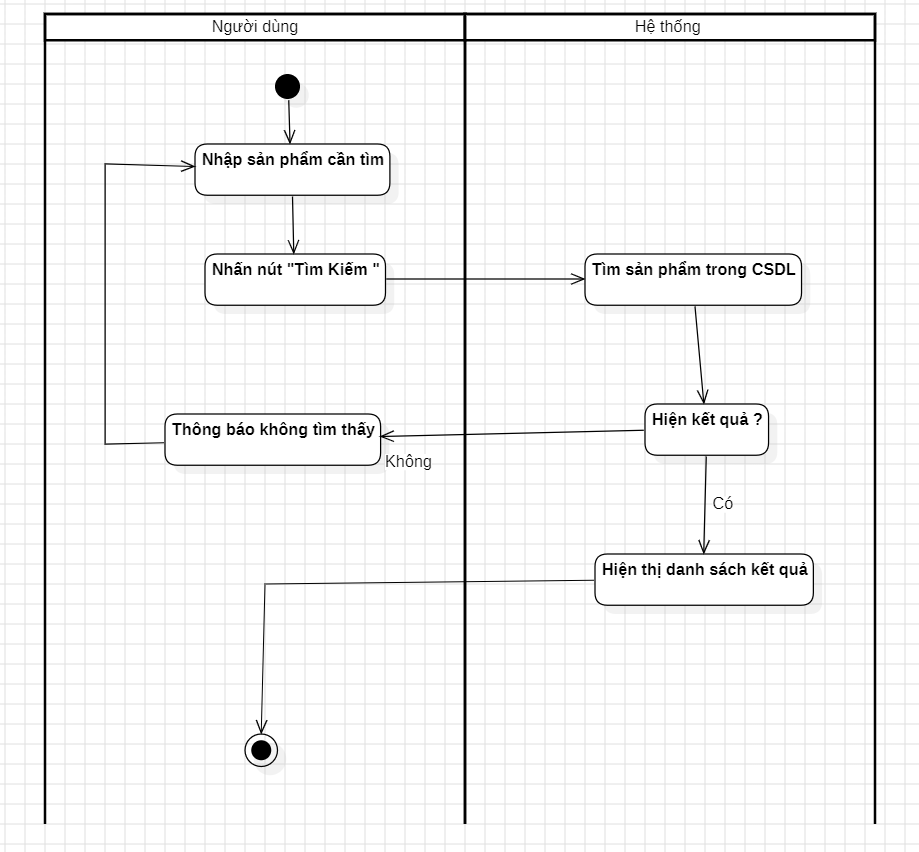 Người dùng
Hệ thống
Nhập sản phẩm cần tìm
Nhấn nút "Tìm Kiếm "
Tìm sản phẩm trong CSDL
Thông báo không tìm thấy
Hiện kết quả ?
Không
Có
Hiện thị danh sách kết quả